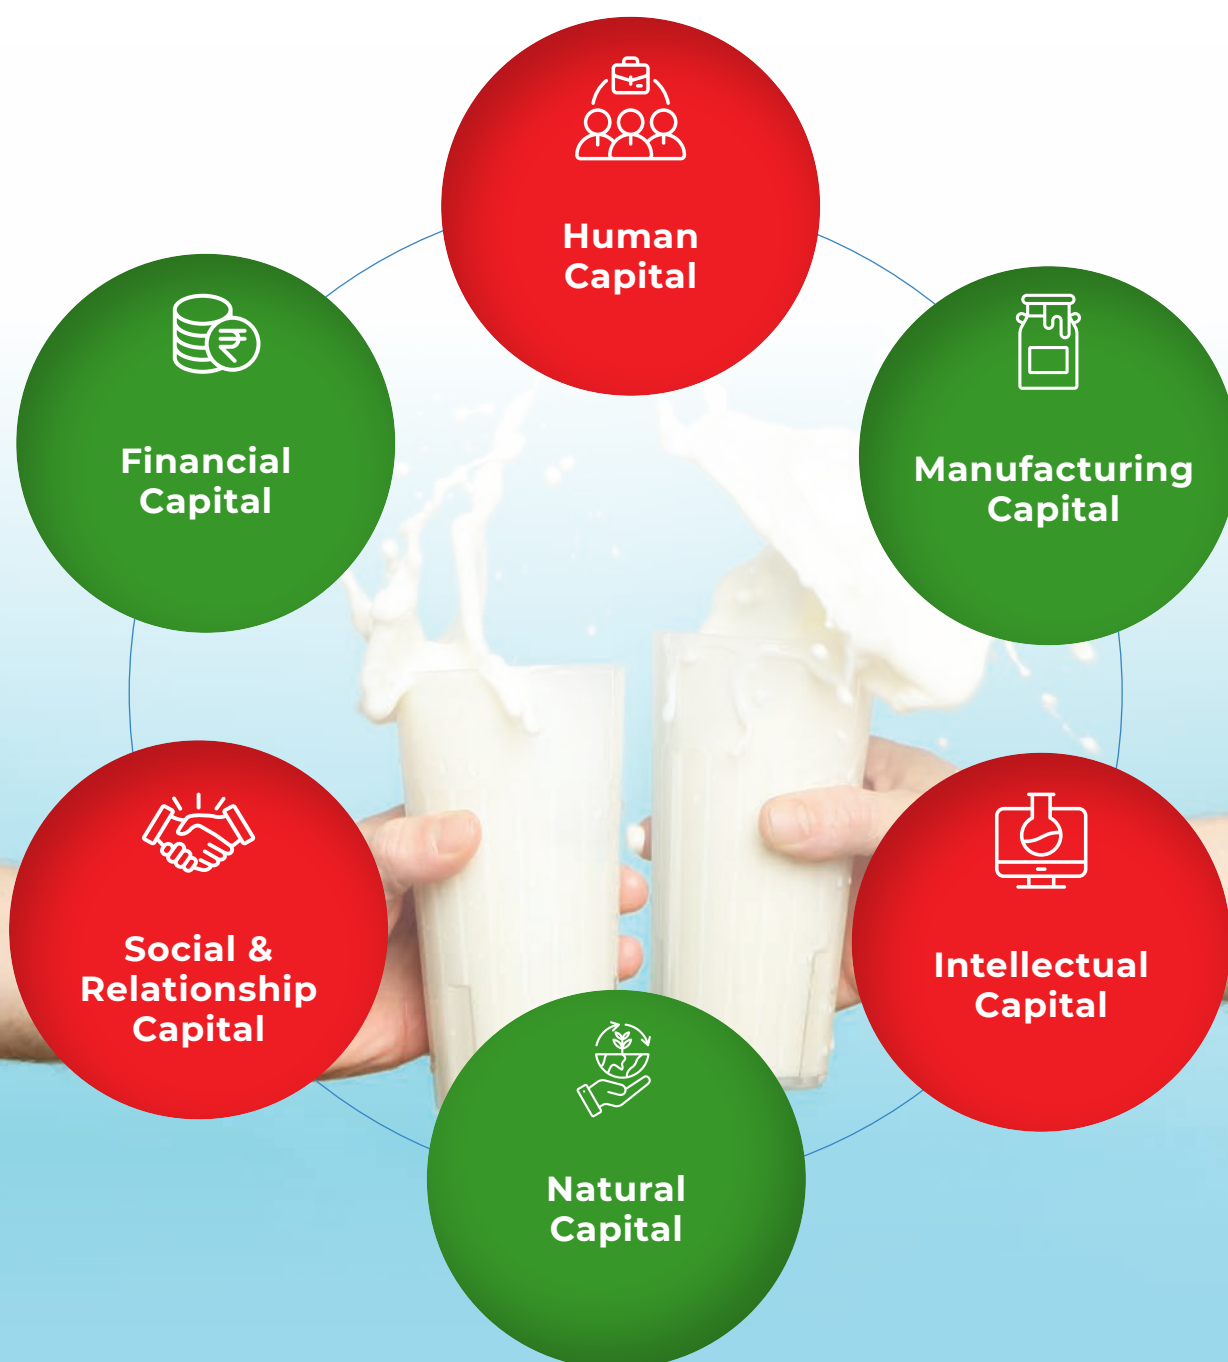 Human
Capital
Financial
Capital
Manufacturing
Capital
Social &
Relationship
Capital
Intellectual
Capital
Natural
Capital